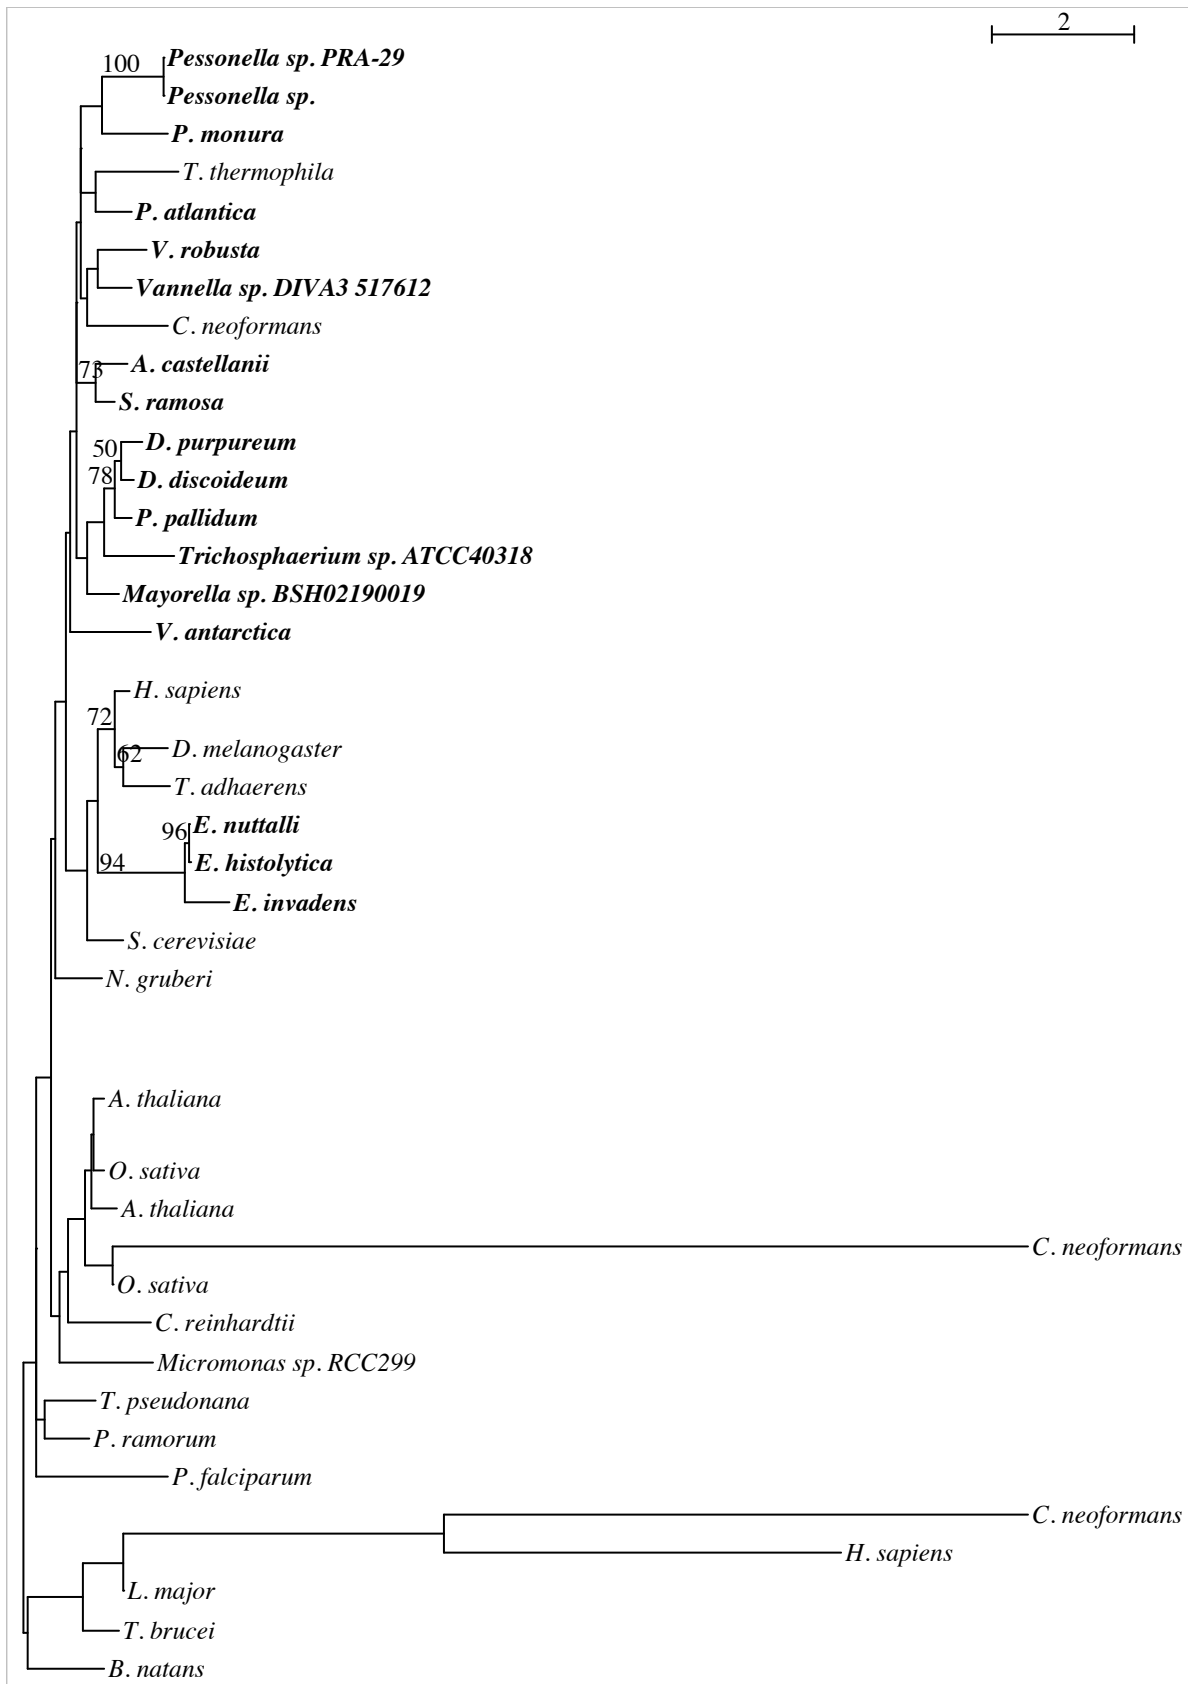 2
100
Pessonella sp. PRA-29
Pessonella sp.
P. monura
T. thermophila
P. atlantica
V. robusta
Vannella sp. DIVA3 517612
C. neoformans
73
A. castellanii
S. ramosa
50
D. purpureum
78
D. discoideum
P. pallidum
Trichosphaerium sp. ATCC40318
Mayorella sp. BSH02190019
V. antarctica
H. sapiens
72
62
D. melanogaster
T. adhaerens
96
E. nuttalli
94
E. histolytica
E. invadens
S. cerevisiae
N. gruberi
A. thaliana
O. sativa
A. thaliana
C. neoformans
O. sativa
C. reinhardtii
Micromonas sp. RCC299
T. pseudonana
P. ramorum
P. falciparum
C. neoformans
H. sapiens
L. major
T. brucei
B. natans